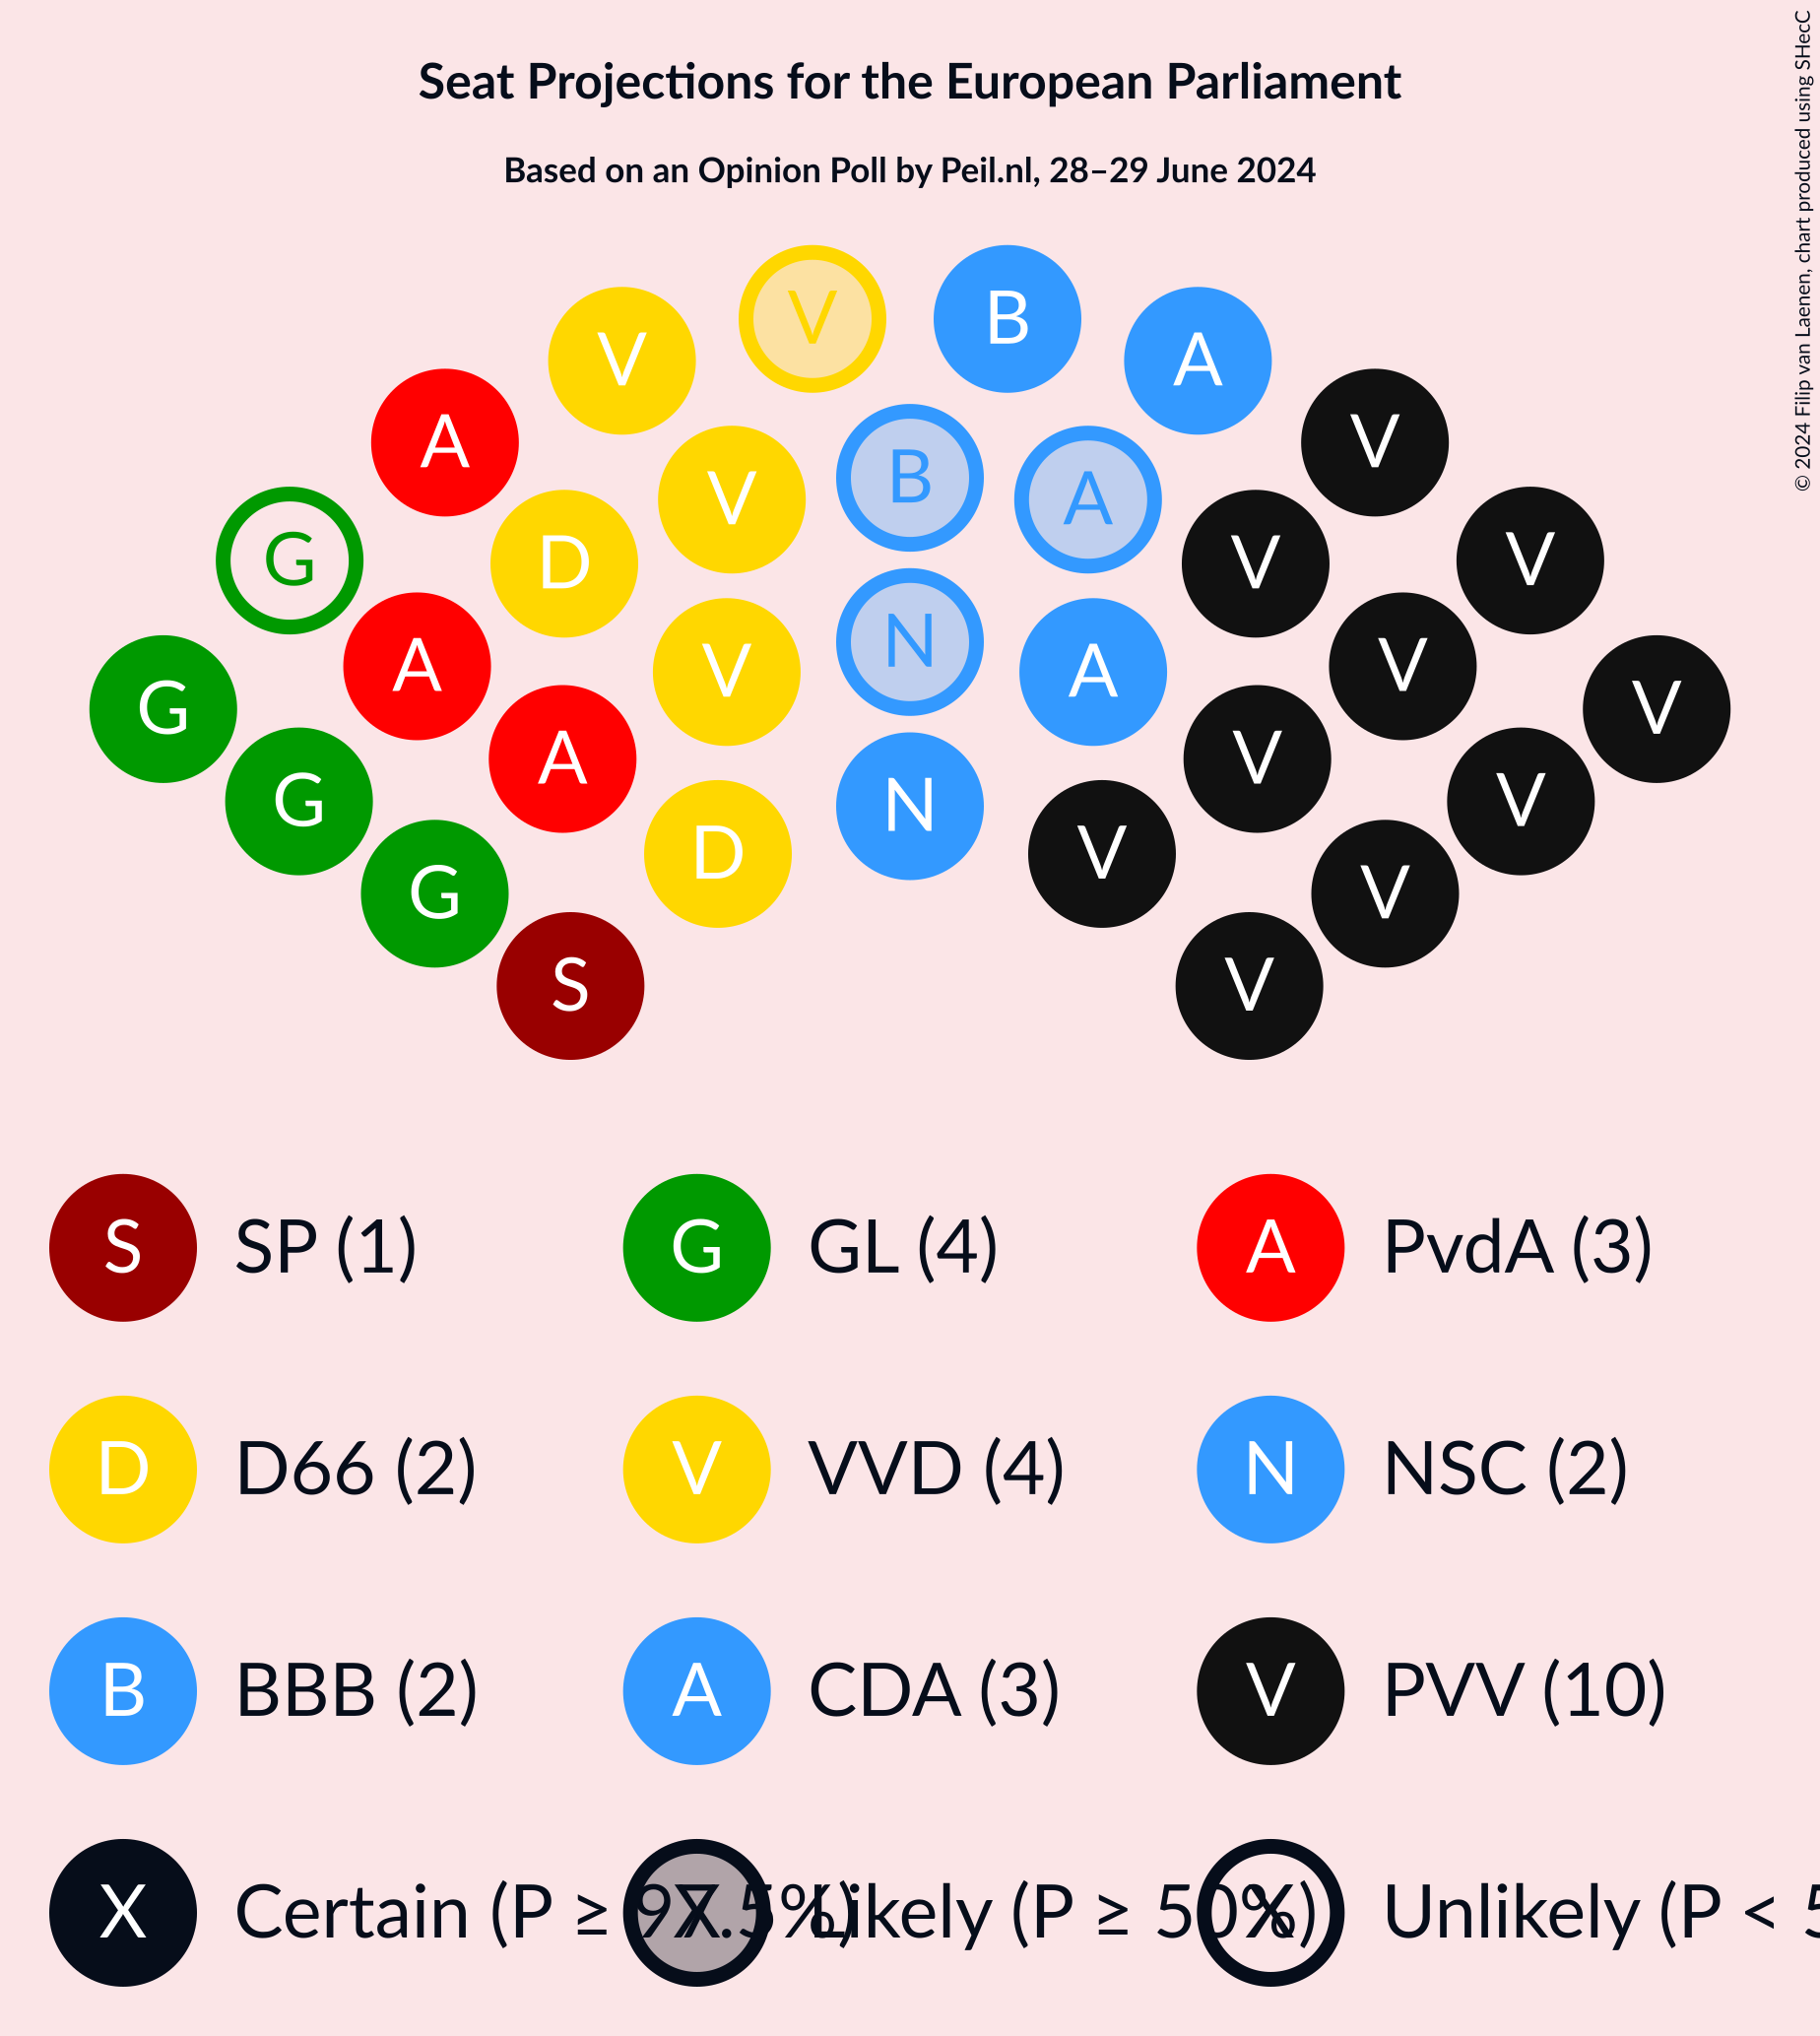 Seat Projections for the European Parliament
Based on an Opinion Poll by Peil.nl, 28–29 June 2024
© 2024 Filip van Laenen, chart produced using SHecC
V B
V A
A V
V B A
G D V V
N
A V A V
G V V
G A V
D N V
G V
S V
S SP (1) G GL (4) A PvdA (3)
D D66 (2) V VVD (4) N NSC (2)
B BBB (2) A CDA (3) V PVV (10)
X Certain (P ≥ 97.5%) X Likely (P ≥ 50%) X Unlikely (P < 5